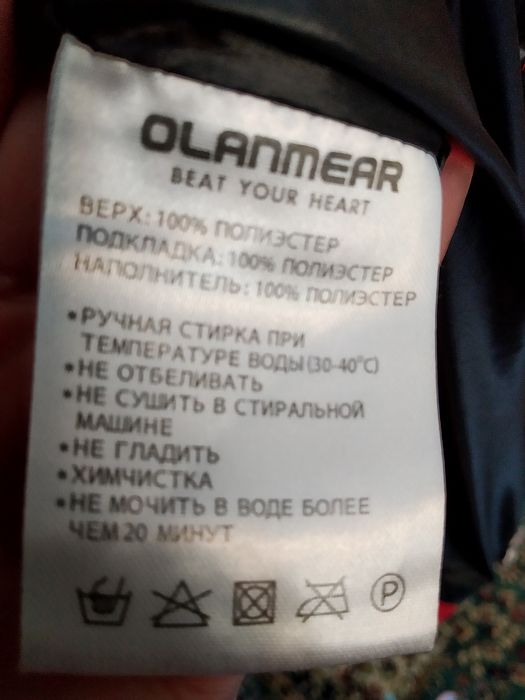 OLANMEAR
BEAT YOUR HEART
ВЕРХ: 100% ПОЛИЭСТЕР
ПОДКЛАДКА: 100% ПОЛИЭСТЕР
НАПОЛНИТЕЛЬ: 100% ПОЛИЭСТЕР
•РУЧНАЯ СТИРКА ПРИ
ТЕМПЕРАТУРЕ ВОДЫ (30-40°C)
•НЕ ОТБЕЛИВАТЬ
•НЕ СУШИТЬ В СТИРАЛЬНОЙ
МАШИНЕ
•НЕ ГЛАДИТЬ
•ХИМЧИСТКА
•НЕ МОЧИТЬ В ВОДЕ БОЛЕЕ
ЧЕМ 20 МИНУТ
P